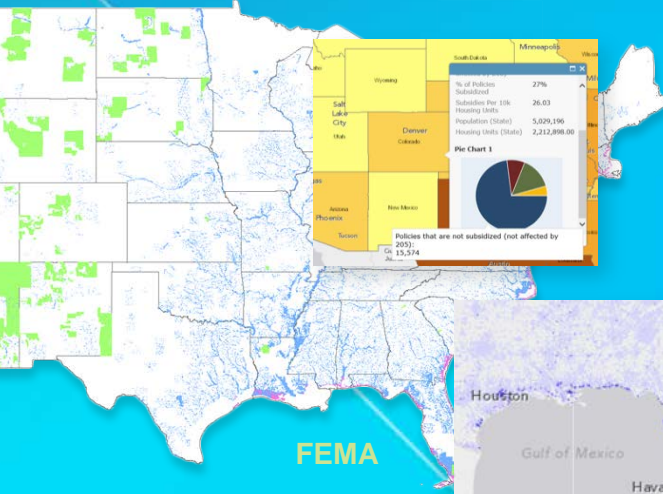 Minneapolis
South Dakota
Wyoming
Salt
Lake
City
Utah
Denver
Colorado
Arizona
Phoenix
Tucson
New Mexico
% of Policies 27%
Subsidized
Subsidies Per 10k 26.03
Housing Units
Population (State) 5,029,196
Housing Units (State) 2,212,898.00
Pie Chart 1
Policies that are not subsidized (not affected by
205):
15,574
Austin
Houston
Gulf of Mexico
FEMA